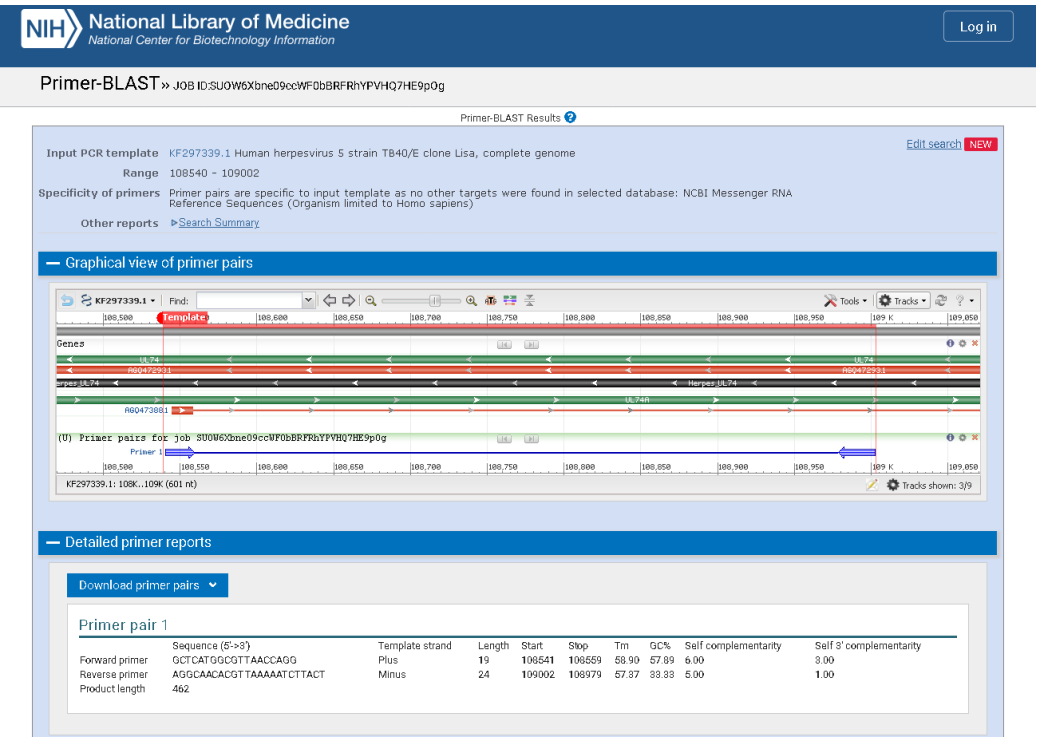 NIH National Library of Medicine
National Center for Biotechnology Information
Log in
Primer-BLAST » JOB ID:SUOW6Xbne09ccWF0bBRFRhYPVHQ7HE9pOg
Primer-BLAST Results ?
Edit search NEW
Input PCR template KF297339.1 Human herpesvirus 5 strain TB40/E clone Lisa, complete genome
Range 108540 - 109002
Specificity of primers Primer pairs are specific to input template as no other targets were found in selected database: NCBI Messenger RNA
Reference Sequences (Organism limited to Homo sapiens)
Other reports Search Summary
Graphical view of primer pairs
KF297339.1 Find: Tools Tracks ?
108,500 Template 108,600 108,650 108,700 108,750 108,800 108,850 108,900 108,950 109 K 109,050
Genes
UL74 UL74
AGQ47293.1 AGQ47293.1
erpes_UL74 Herpes_UL74
UL74A
AGQ47388.1
(U) Primer pairs for job SUOW6Xbne09ccWF0bBRFRhYPVHQ7HE9pOg
Primer 1
108,500 108,550 108,600 108,650 108,700 108,750 108,800 108,850 108,900 108,950 109 K 109,050
KF297339.1: 108K..109K (601 nt) Tracks shown: 3/9
Detailed primer reports
Download primer pairs
Primer pair 1
Sequence (5'->3') Template strand Length Start Stop Tm GC% Self complementarity Self 3' complementarity
Forward primer GCTCATGGCGTTAACCAGG Plus 19 108541 108559 58.90 57.89 6.00 3.00
Reverse primer AGGCAACACGTTAAAAATCTTACT Minus 24 109002 108979 57.37 33.33 5.00 1.00
Product length 462